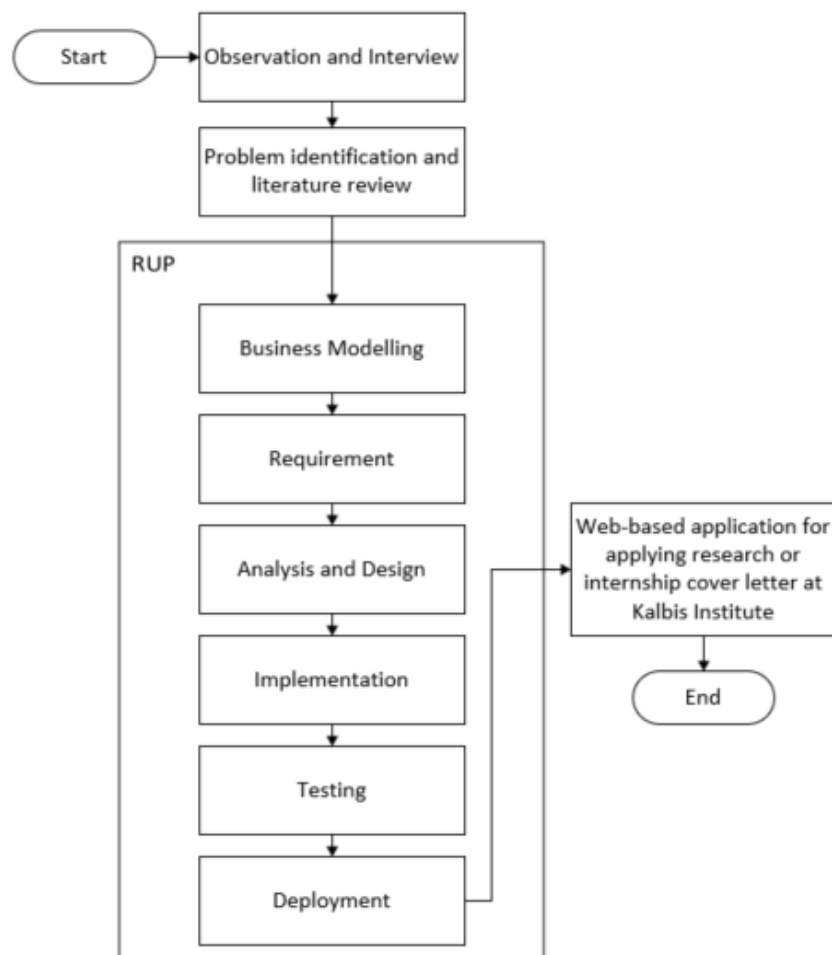 Start
Observation and Interview
Problem identification and
literature review
RUP
Business Modelling
Requirement
Analysis and Design
Implementation
Testing
Deployment
Web-based application for
applying research or
internship cover letter at
Kalbis Institute
End